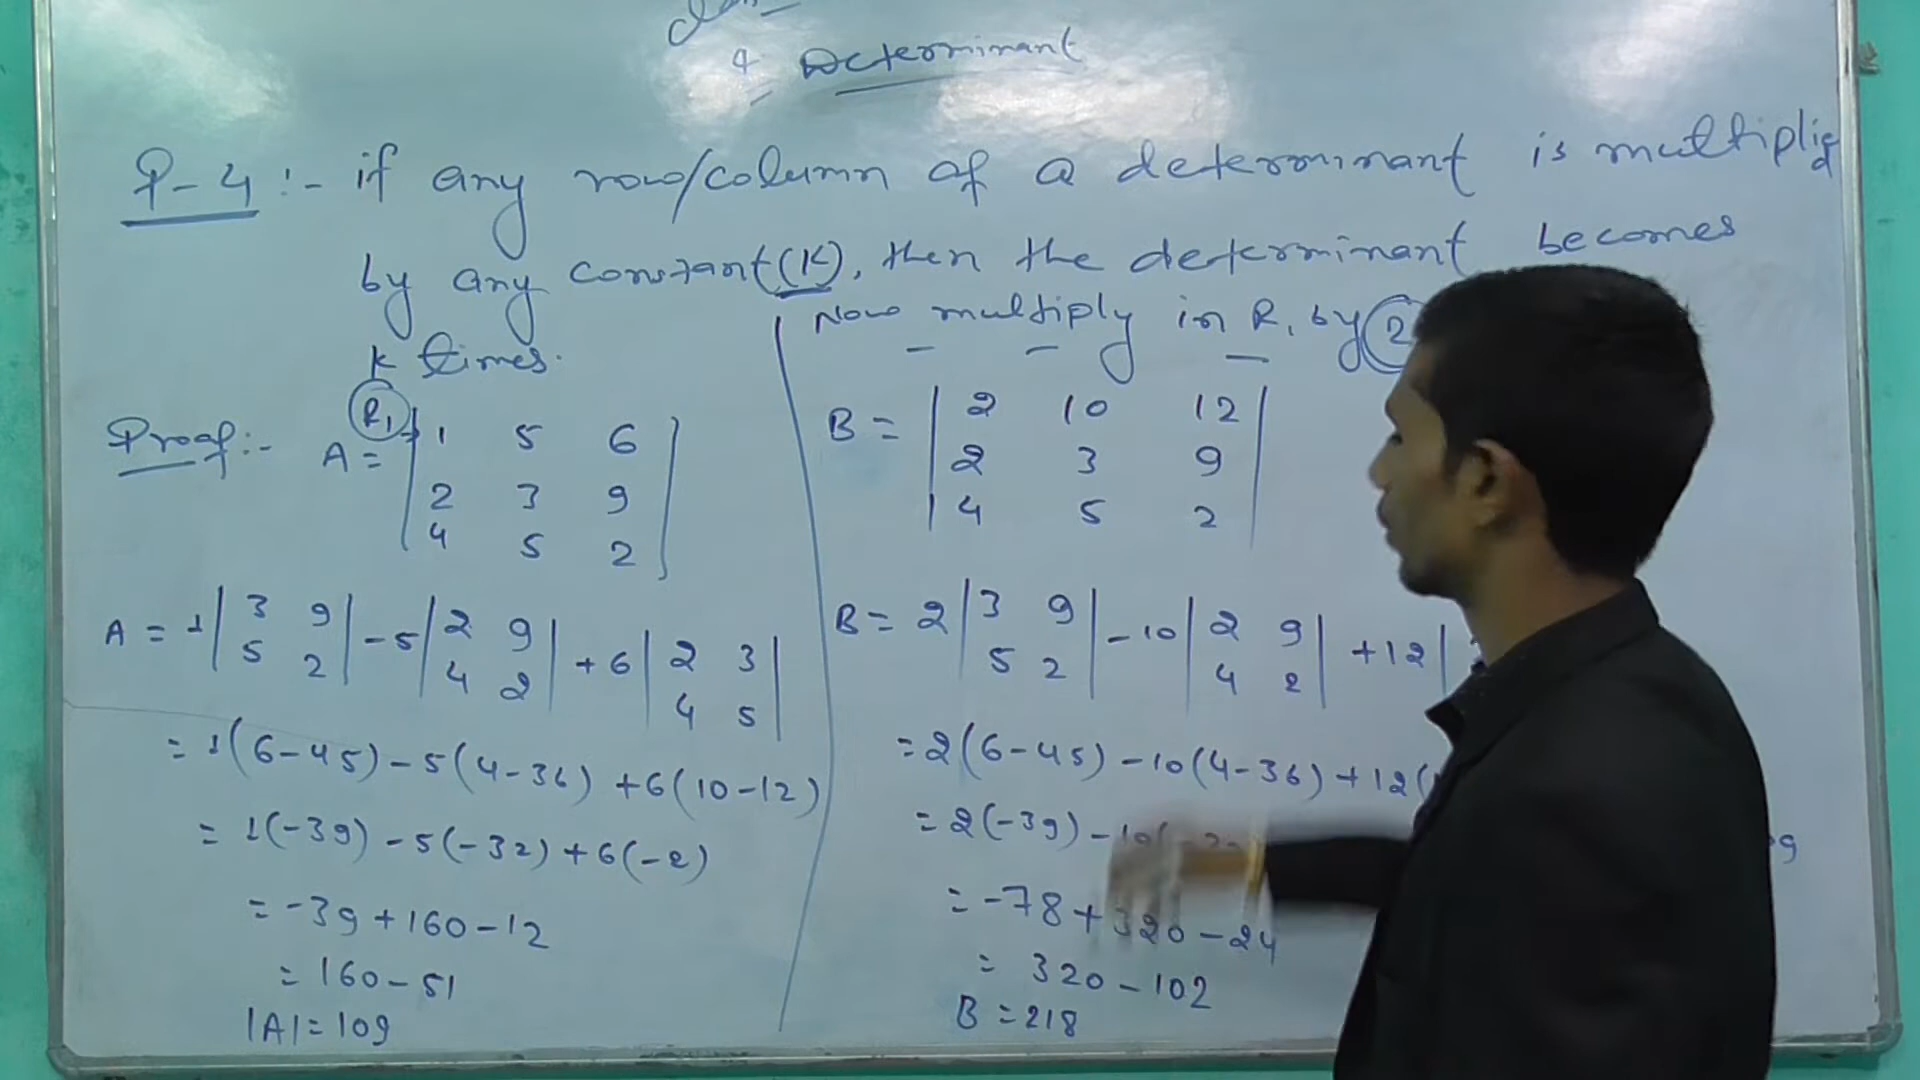 4 Determinant
P-4 :- if any row/column of a determinant is multiplie
by any constant (K), then the determinant becomes
k times.
Proof :-
R₁
A = | 1 5 6 |
| 2 3 9 |
| 4 5 2 |
A = 1 | 3 9 | - 5 | 2 9 | + 6 | 2 3 |
| 5 2 | | 4 2 | | 4 5 |
= 1(6-45) - 5(4-36) + 6(10-12)
= 1(-39) - 5(-32) + 6(-2)
= -39 + 160 - 12
= 160 - 51
|A| = 109
Now multiply in R₁ by 2
B = | 2 10 12 |
| 2 3 9 |
| 4 5 2 |
B = 2 | 3 9 | - 10 | 2 9 | + 12 |
| 5 2 | | 4 2 |
= 2(6-45) - 10(4-36) + 12(
= 2(-39) - 10(
= -78 + 320 - 24
= 320 - 102
B = 218